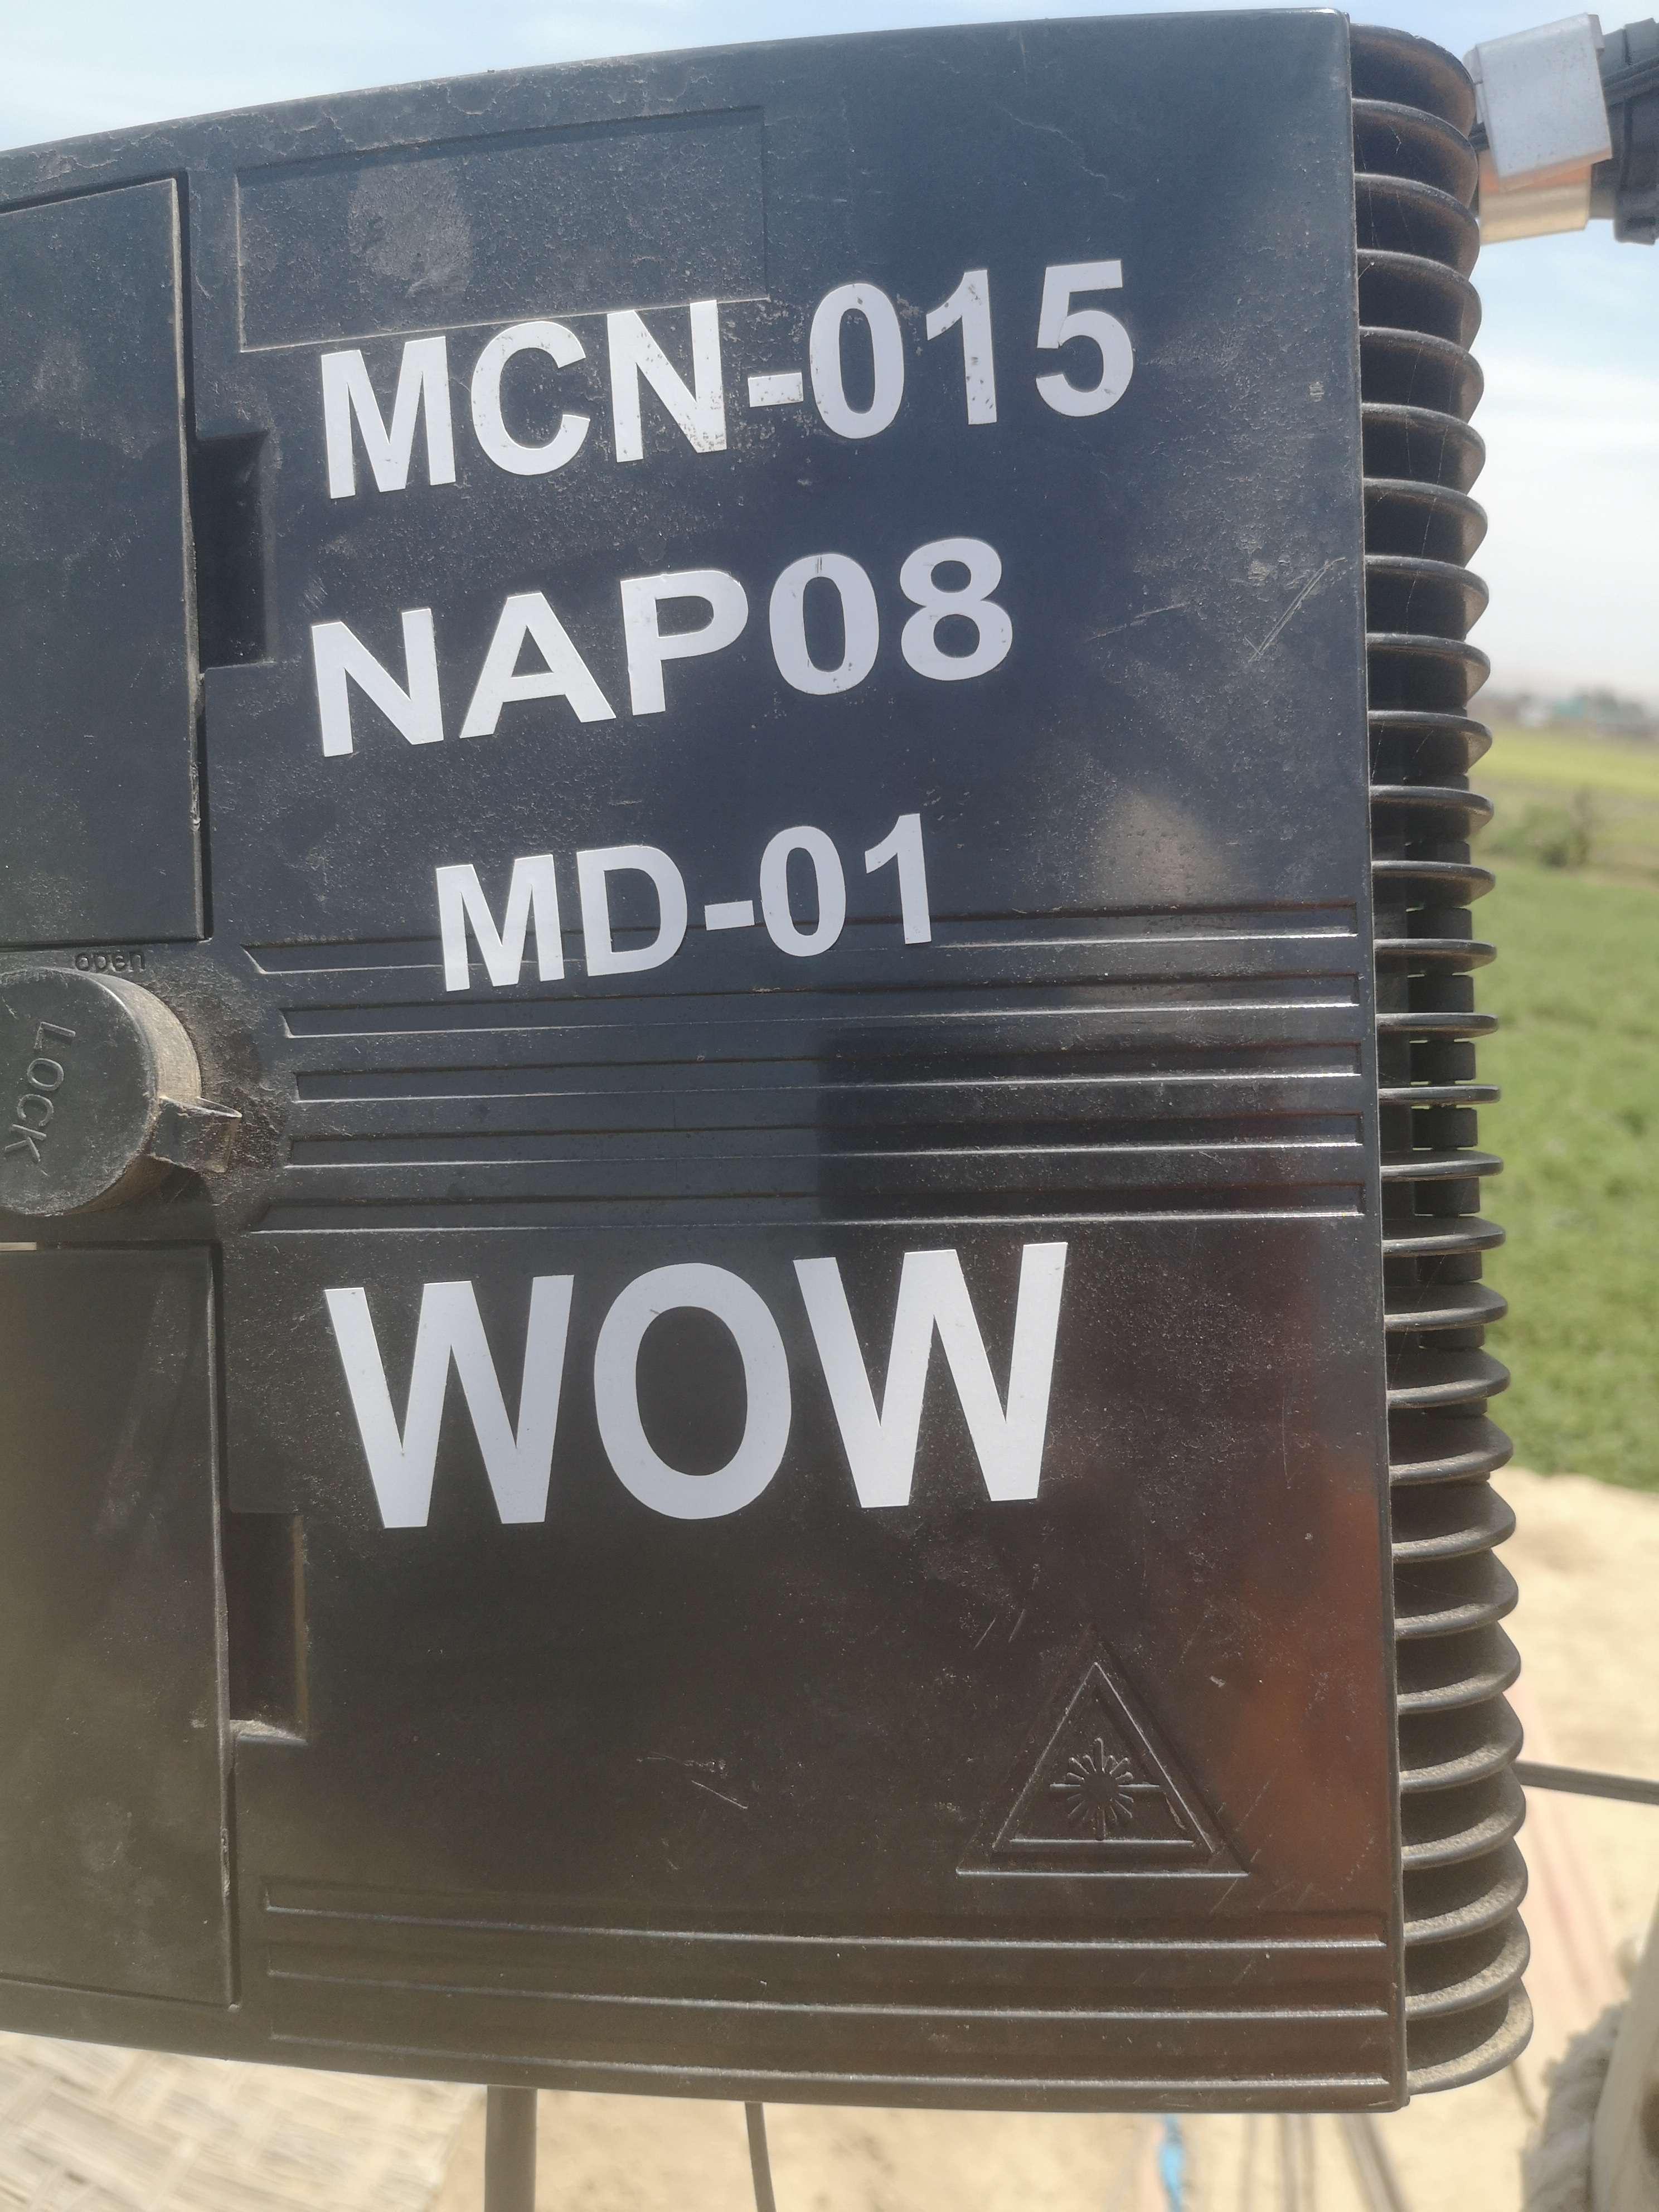 MCN-015
NAP08
MD-01
open
LOCK
WOW